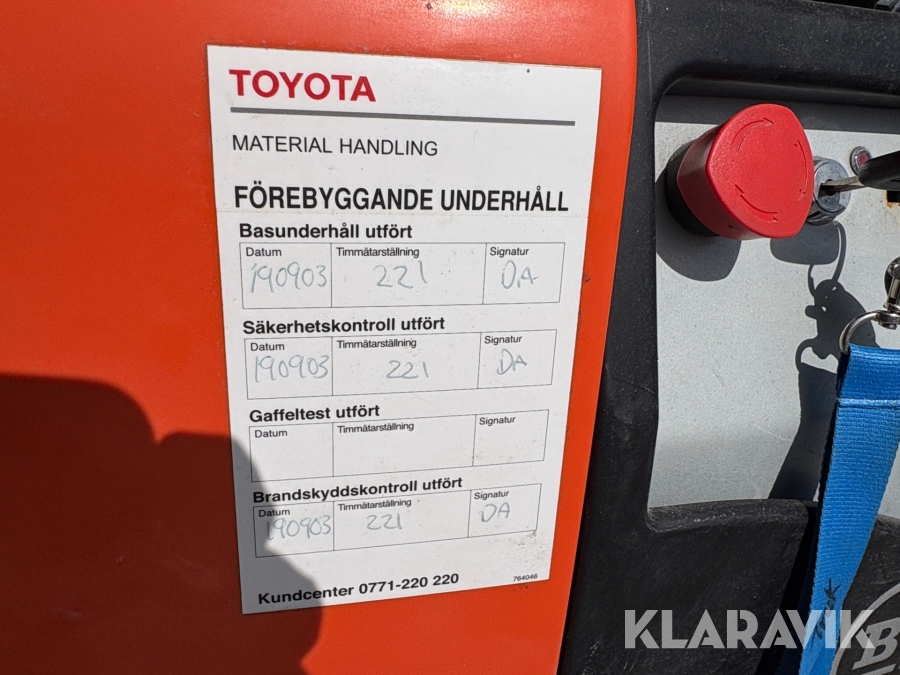 TOYOTA
MATERIAL HANDLING
FÖREBYGGANDE UNDERHÅLL
Basunderhåll utfört
Datum Timmätarställning Signatur
190903 221 DA
Säkerhetskontroll utfört
Datum Timmätarställning Signatur
190903 221 DA
Gaffeltest utfört
Datum Timmätarställning Signatur
Brandskyddskontroll utfört
Datum Timmätarställning Signatur
190903 221 DA
Kundcenter 0771-220 220 764046
KLARAVIK